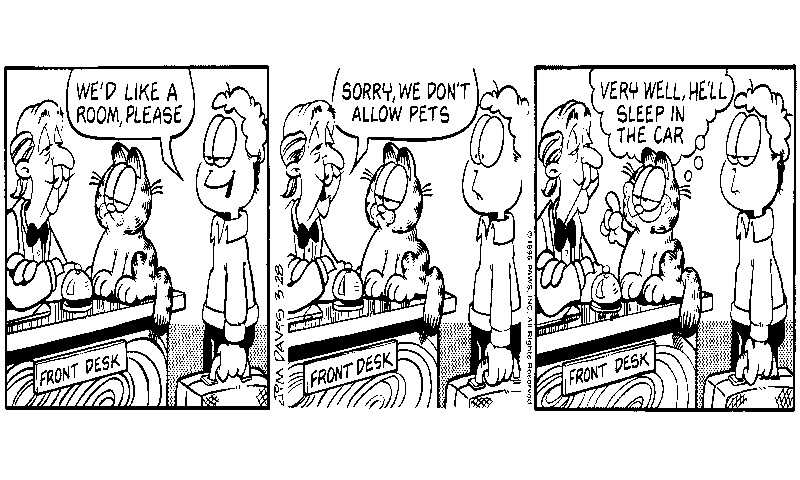 WE'D LIKE A
ROOM, PLEASE
FRONT DESK
SORRY, WE DON'T
ALLOW PETS
FRONT DESK
JIM DAVIS 3-28
© 1996 PAWS, INC. All Rights Reserved
VERY WELL, HE'LL
SLEEP IN
THE CAR
FRONT DESK